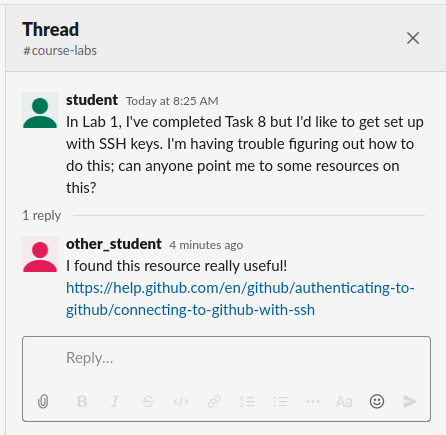 Thread
#course-labs
student Today at 8:25 AM
In Lab 1, I've completed Task 8 but I'd like to get set up
with SSH keys. I'm having trouble figuring out how to
do this; can anyone point me to some resources on
this?
1 reply
other_student 4 minutes ago
I found this resource really useful!
https://help.github.com/en/github/authenticating-to-
github/connecting-to-github-with-ssh
Reply...
B I S </> Aa